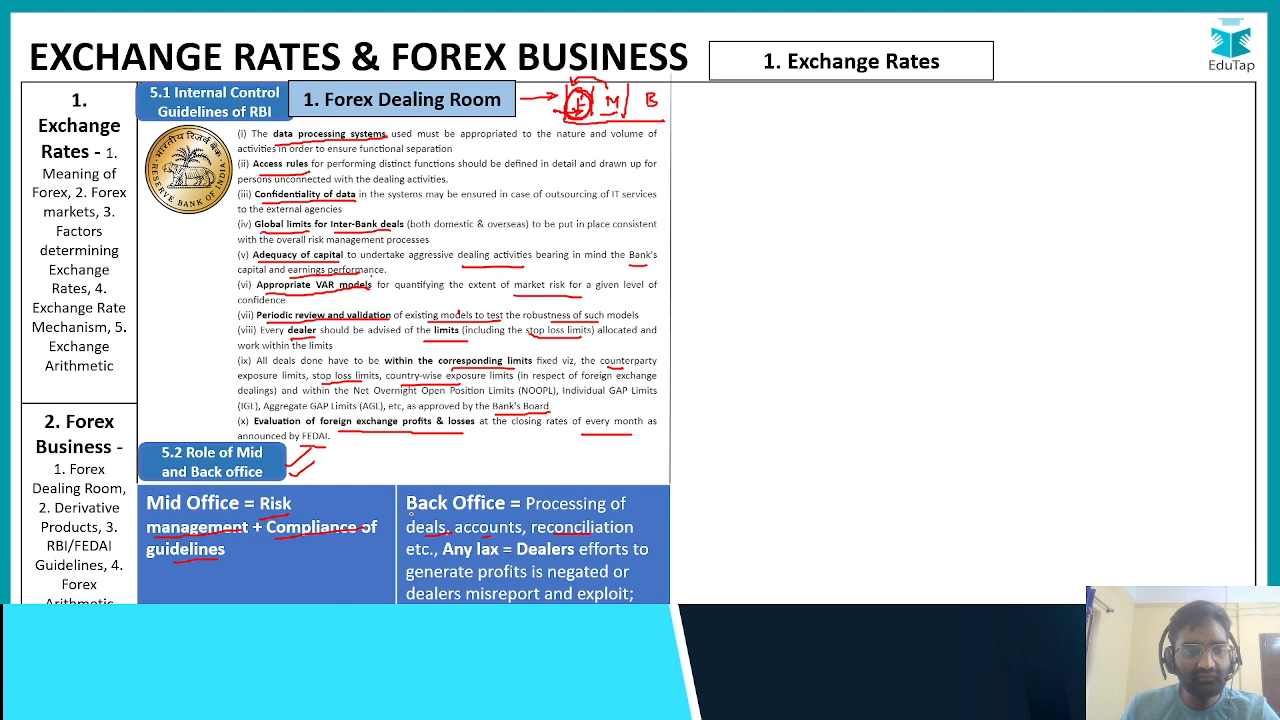 EXCHANGE RATES & FOREX BUSINESS
1. Exchange Rates
EduTap
1.
Exchange
Rates - 1.
Meaning of
Forex, 2. Forex
markets, 3.
Factors
determining
Exchange
Rates, 4.
Exchange Rate
Mechanism, 5.
Exchange
Arithmetic
2. Forex
Business -
1. Forex
Dealing Room,
2. Derivative
Products, 3.
RBI/FEDAI
Guidelines, 4.
Forex
Arithmetic
5.1 Internal Control
Guidelines of RBI
1. Forex Dealing Room
F M B
भारतीय रिज़र्व बैंक
RESERVE BANK OF INDIA
(i) The data processing systems used must be appropriated to the nature and volume of
activities in order to ensure functional separation
(ii) Access rules for performing distinct functions should be defined in detail and drawn up for
persons unconnected with the dealing activities.
(iii) Confidentiality of data in the systems may be ensured in case of outsourcing of IT services
to the external agencies
(iv) Global limits for Inter-Bank deals (both domestic & overseas) to be put in place consistent
with the overall risk management processes
(v) Adequacy of capital to undertake aggressive dealing activities bearing in mind the Bank's
capital and earnings performance.
(vi) Appropriate VAR models for quantifying the extent of market risk for a given level of
confidence
(vii) Periodic review and validation of existing models to test the robustness of such models
(viii) Every dealer should be advised of the limits (including the stop loss limits) allocated and
work within the limits
(ix) All deals done have to be within the corresponding limits fixed viz, the counterparty
exposure limits, stop loss limits, country-wise exposure limits (in respect of foreign exchange
dealings) and within the Net Overnight Open Position Limits (NOOPL), Individual GAP Limits
(IGL), Aggregate GAP Limits (AGL), etc, as approved by the Bank's Board
(x) Evaluation of foreign exchange profits & losses at the closing rates of every month as
announced by FEDAI.
5.2 Role of Mid
and Back office
Mid Office = Risk
management + Compliance of
guidelines
Back Office = Processing of
deals. accounts, reconciliation
etc., Any lax = Dealers efforts to
generate profits is negated or
dealers misreport and exploit;